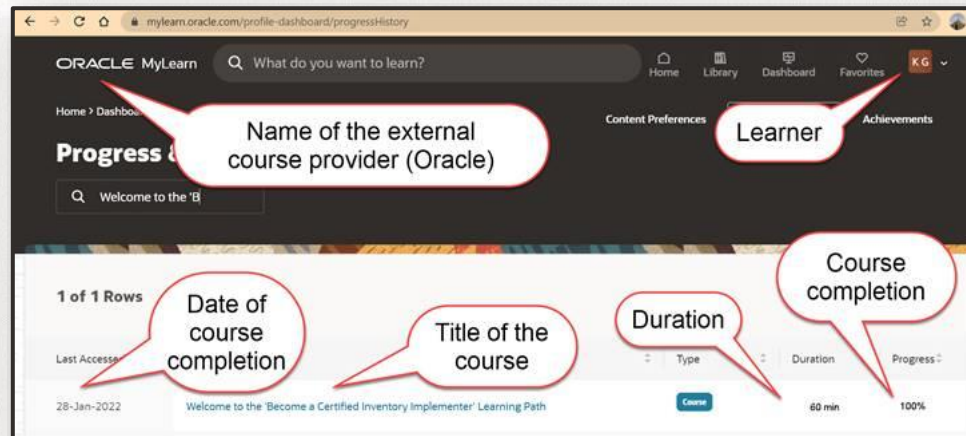 mylearn.oracle.com/profile-dashboard/progressHistory
ORACLE MyLearn
What do you want to learn?
Home
Library
Dashboard
Favorites
KG
Home > Dashbo
Name of the external
course provider (Oracle)
Content Preferences
Learner
Achievements
Progress &
Welcome to the 'B
1 of 1 Rows
Date of
course
completion
Title of the
course
Duration
Course
completion
Last Accesse
Type
Duration
Progress
28-Jan-2022
Welcome to the 'Become a Certified Inventory Implementer' Learning Path
Course
60 min
100%